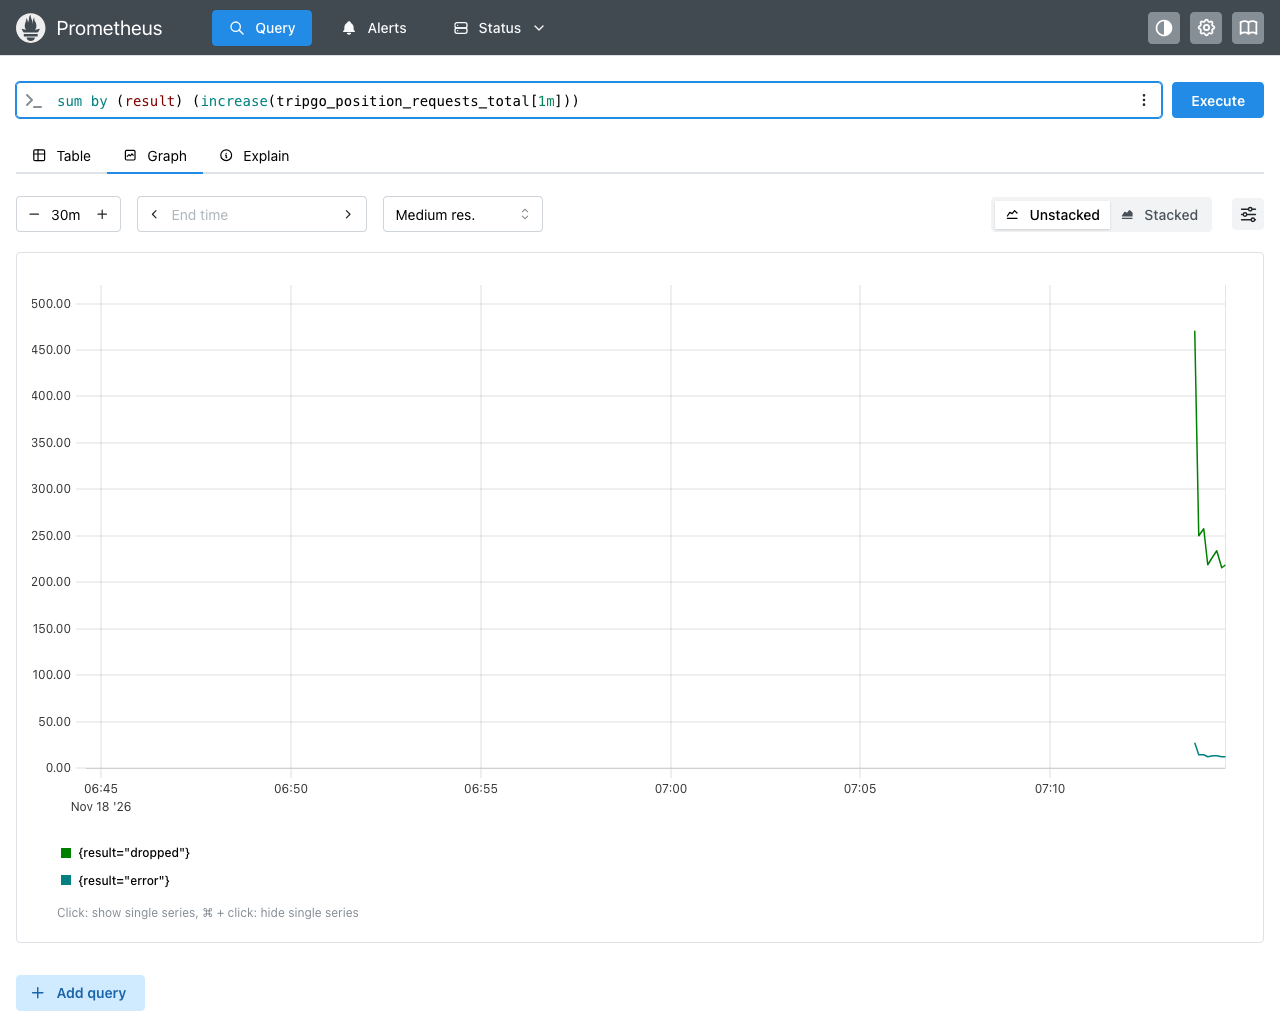 Prometheus
Query
Alerts
Status
>_ sum by (result) (increase(tripgo_position_requests_total[1m]))
Execute
Table
Graph
Explain
30m
End time
Medium res.
Unstacked
Stacked
500.00
450.00
400.00
350.00
300.00
250.00
200.00
150.00
100.00
50.00
0.00
06:45 06:50 06:55 07:00 07:05 07:10
Nov 18 '26
{result="dropped"}
{result="error"}
Click: show single series, ⌘ + click: hide single series
Add query